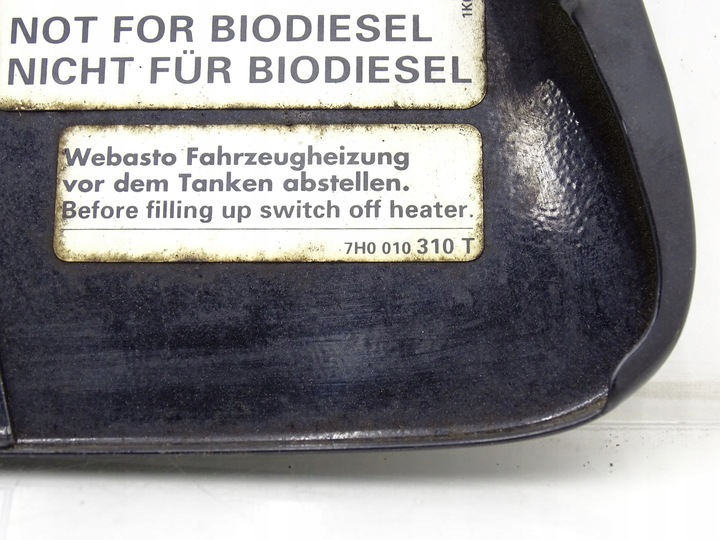 NOT FOR BIODIESEL
NICHT FÜR BIODIESEL
Webasto Fahrzeugheizung
vor dem Tanken abstellen.
Before filling up switch off heater.
7H0 010 310 T